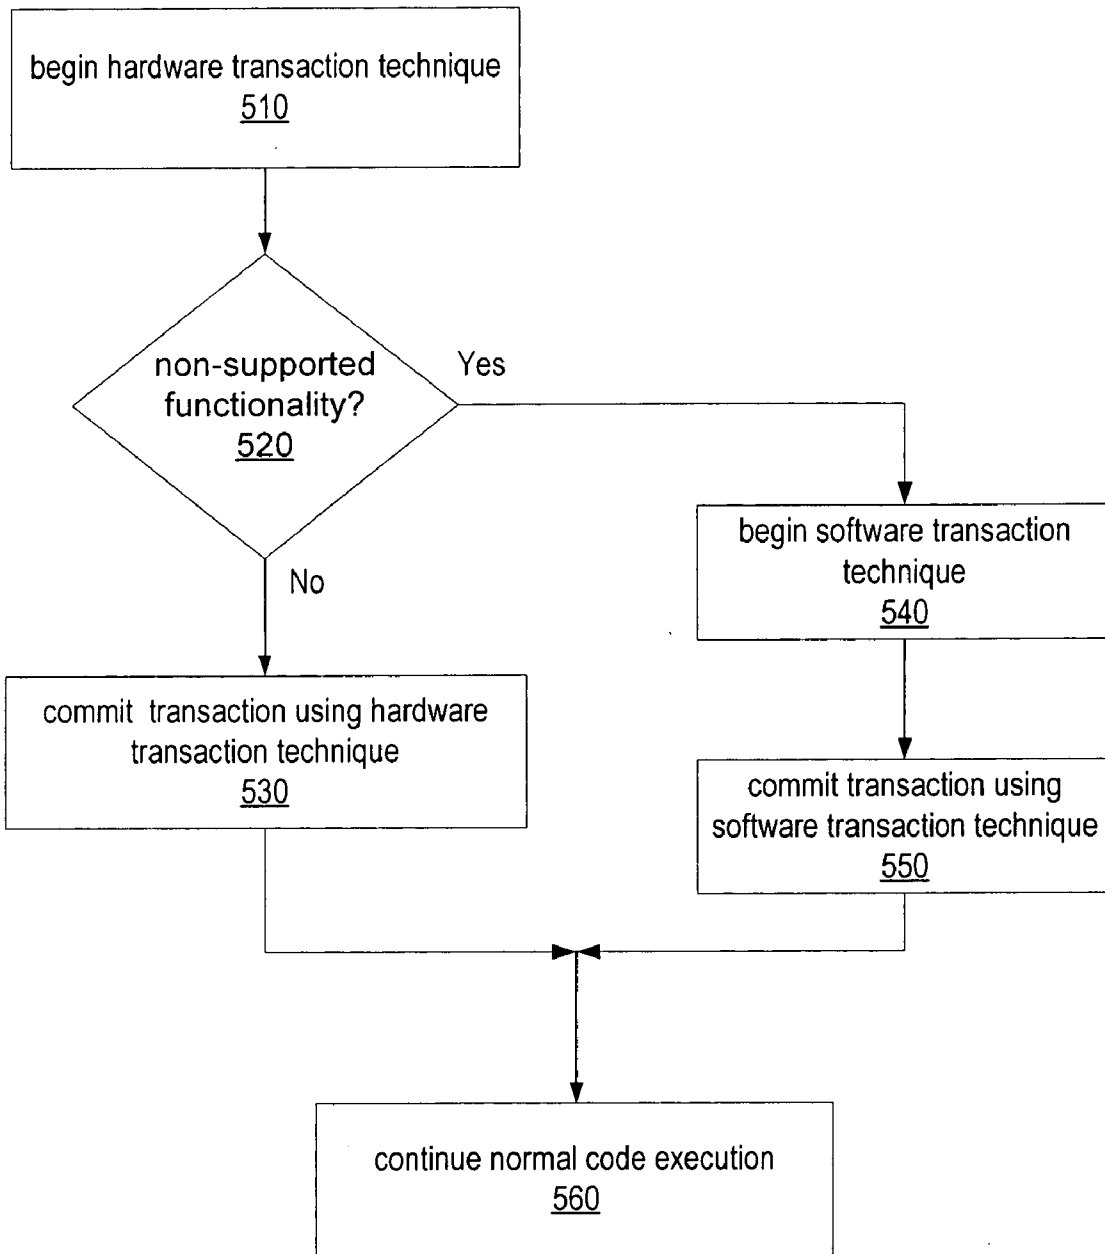 begin hardware transaction technique
510
non-supported
functionality?
520
Yes
No
begin software transaction
technique
540
commit transaction using hardware
transaction technique
530
commit transaction using
software transaction technique
550
continue normal code execution
560